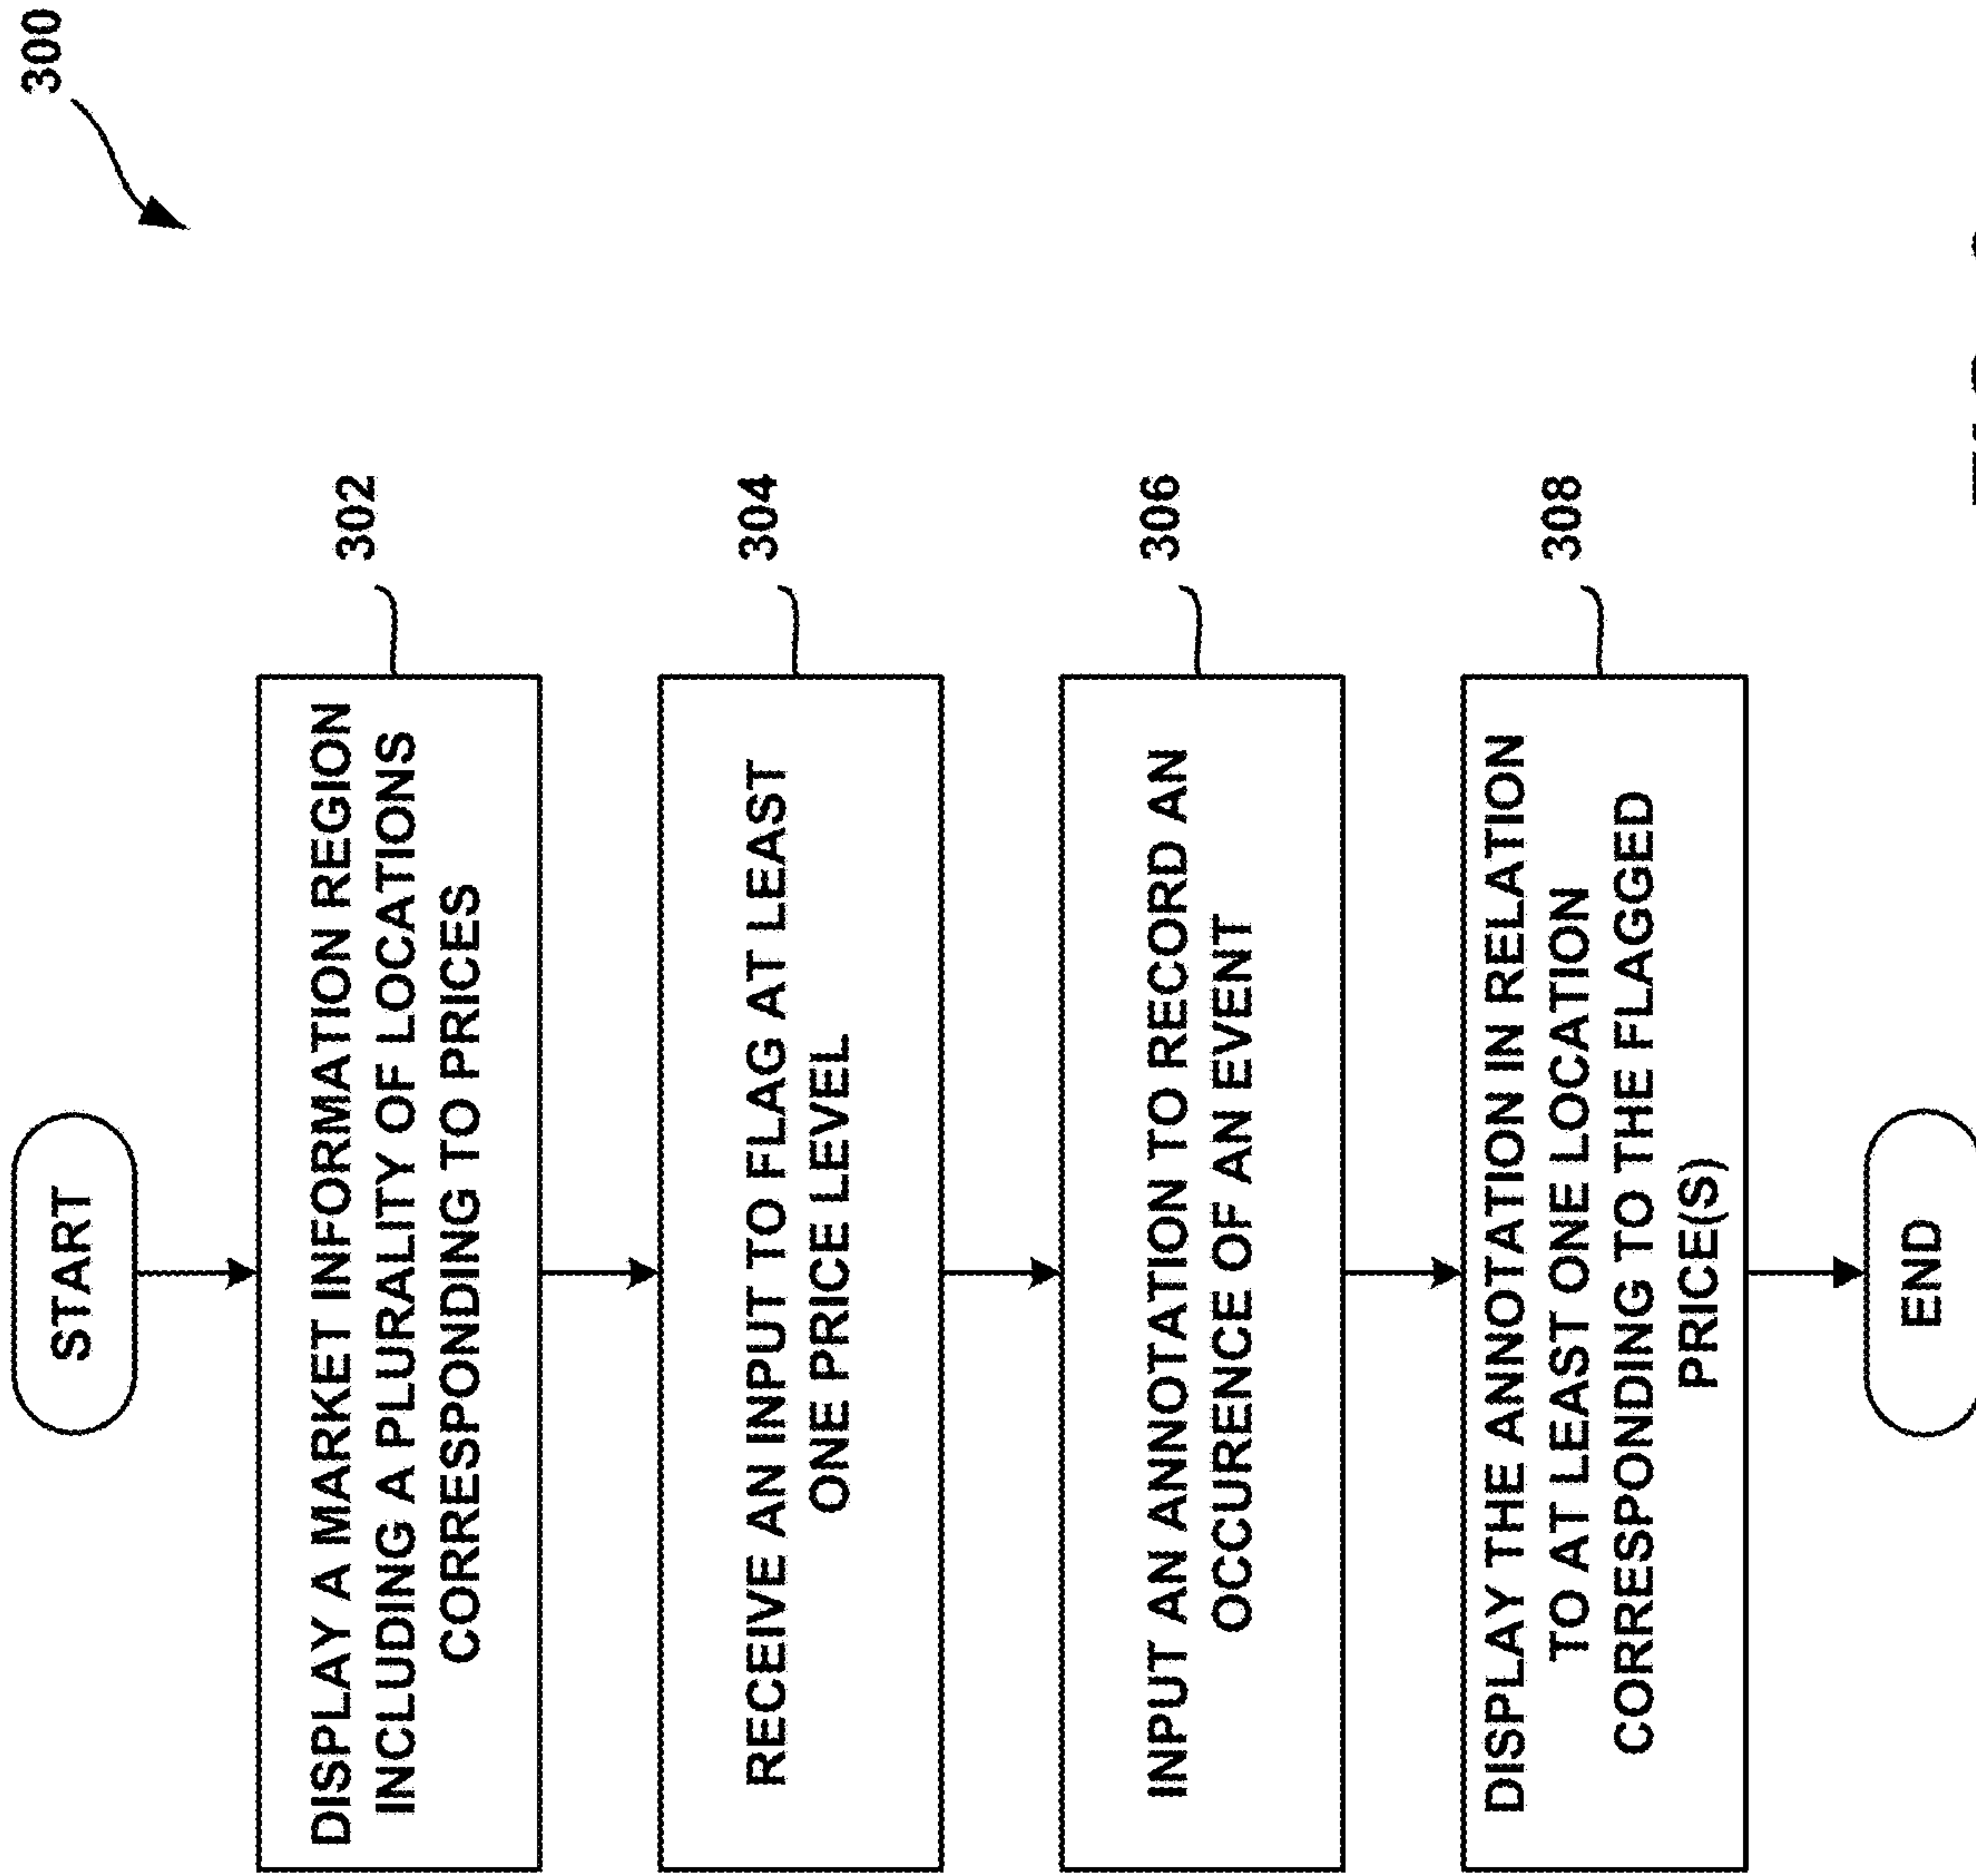 300
START
DISPLAY A MARKET INFORMATION REGION
INCLUDING A PLURALITY OF LOCATIONS
CORRESPONDING TO PRICES
302
RECEIVE AN INPUT TO FLAG AT LEAST
ONE PRICE LEVEL
304
INPUT AN ANNOTATION TO RECORD AN
OCCURENCE OF AN EVENT
306
DISPLAY THE ANNOTATION IN RELATION
TO AT LEAST ONE LOCATION
CORRESPONDING TO THE FLAGGED
PRICE(S)
308
END